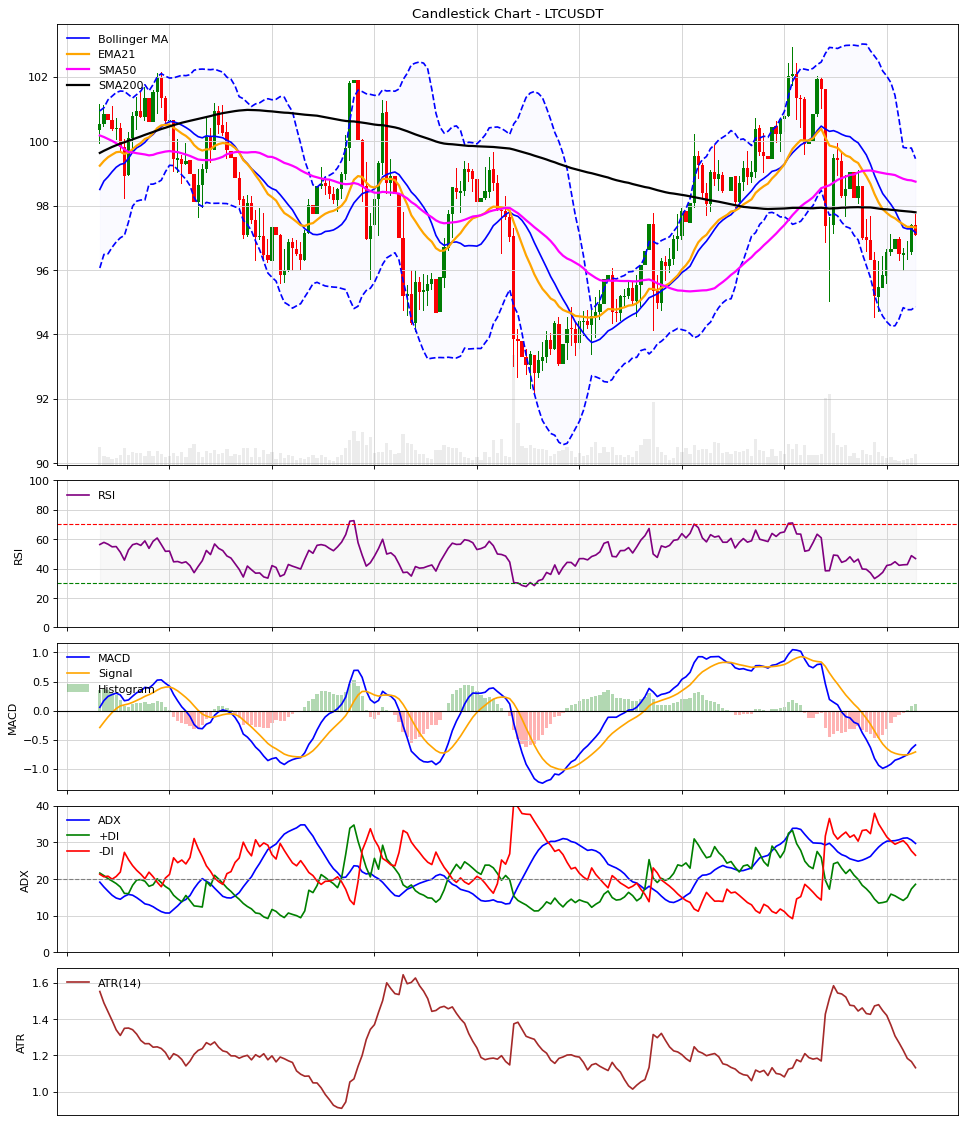 Candlestick Chart - LTCUSDT
Bollinger MA
EMA21
SMA50
SMA200
102
100
98
96
94
92
90
RSI
RSI
100
80
60
40
20
0
MACD
Signal
Histogram
MACD
1.0
0.5
0.0
−0.5
−1.0
ADX
+DI
-DI
ADX
40
30
20
10
0
ATR(14)
ATR
1.6
1.4
1.2
1.0